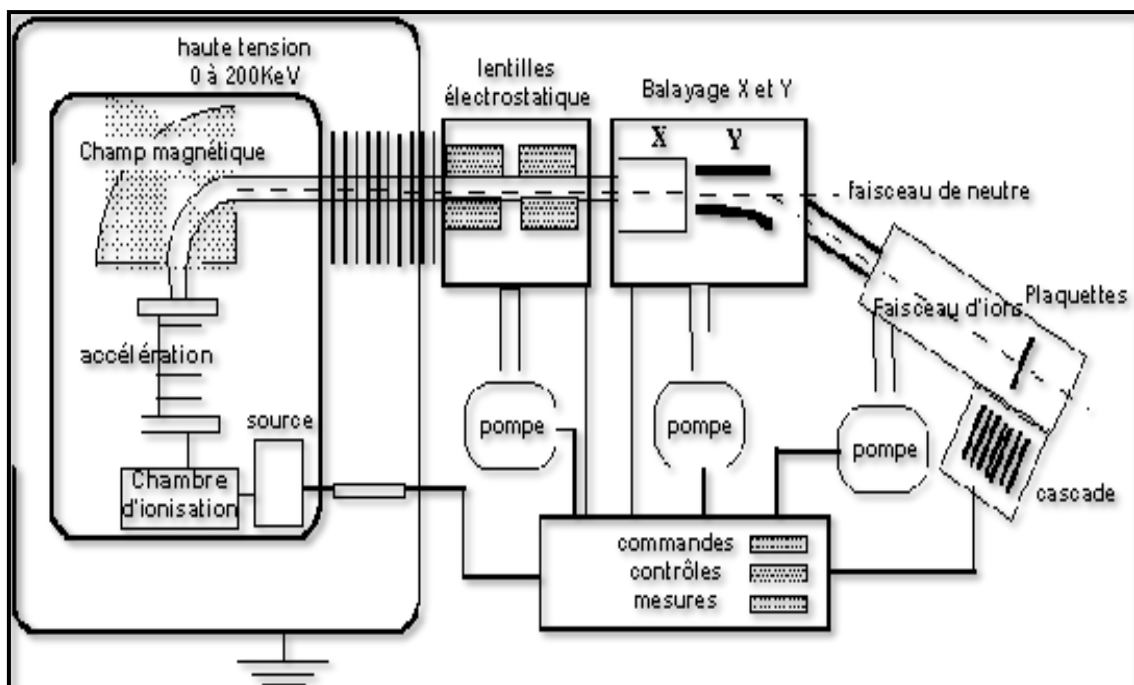 haute tension
0 à 200KeV
lentilles
électrostatique
Balayage X et Y
X
Y
Champ magnétique
faisceau de neutre
Plaquettes
Faisceau d'ions
accélération
source
pompe
pompe
pompe
Chambre
d'ionisation
cascade
commandes
contrôles
mesures